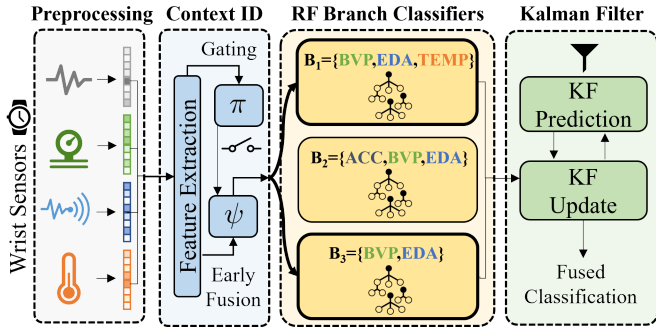 Preprocessing
Context ID
RF Branch Classifiers
Kalman Filter
Wrist Sensors
Gating
π
Feature Extraction
ψ
Early
Fusion
B₁={BVP,EDA,TEMP}
B₂={ACC,BVP,EDA}
B₃={BVP,EDA}
KF
Prediction
KF
Update
Fused
Classification